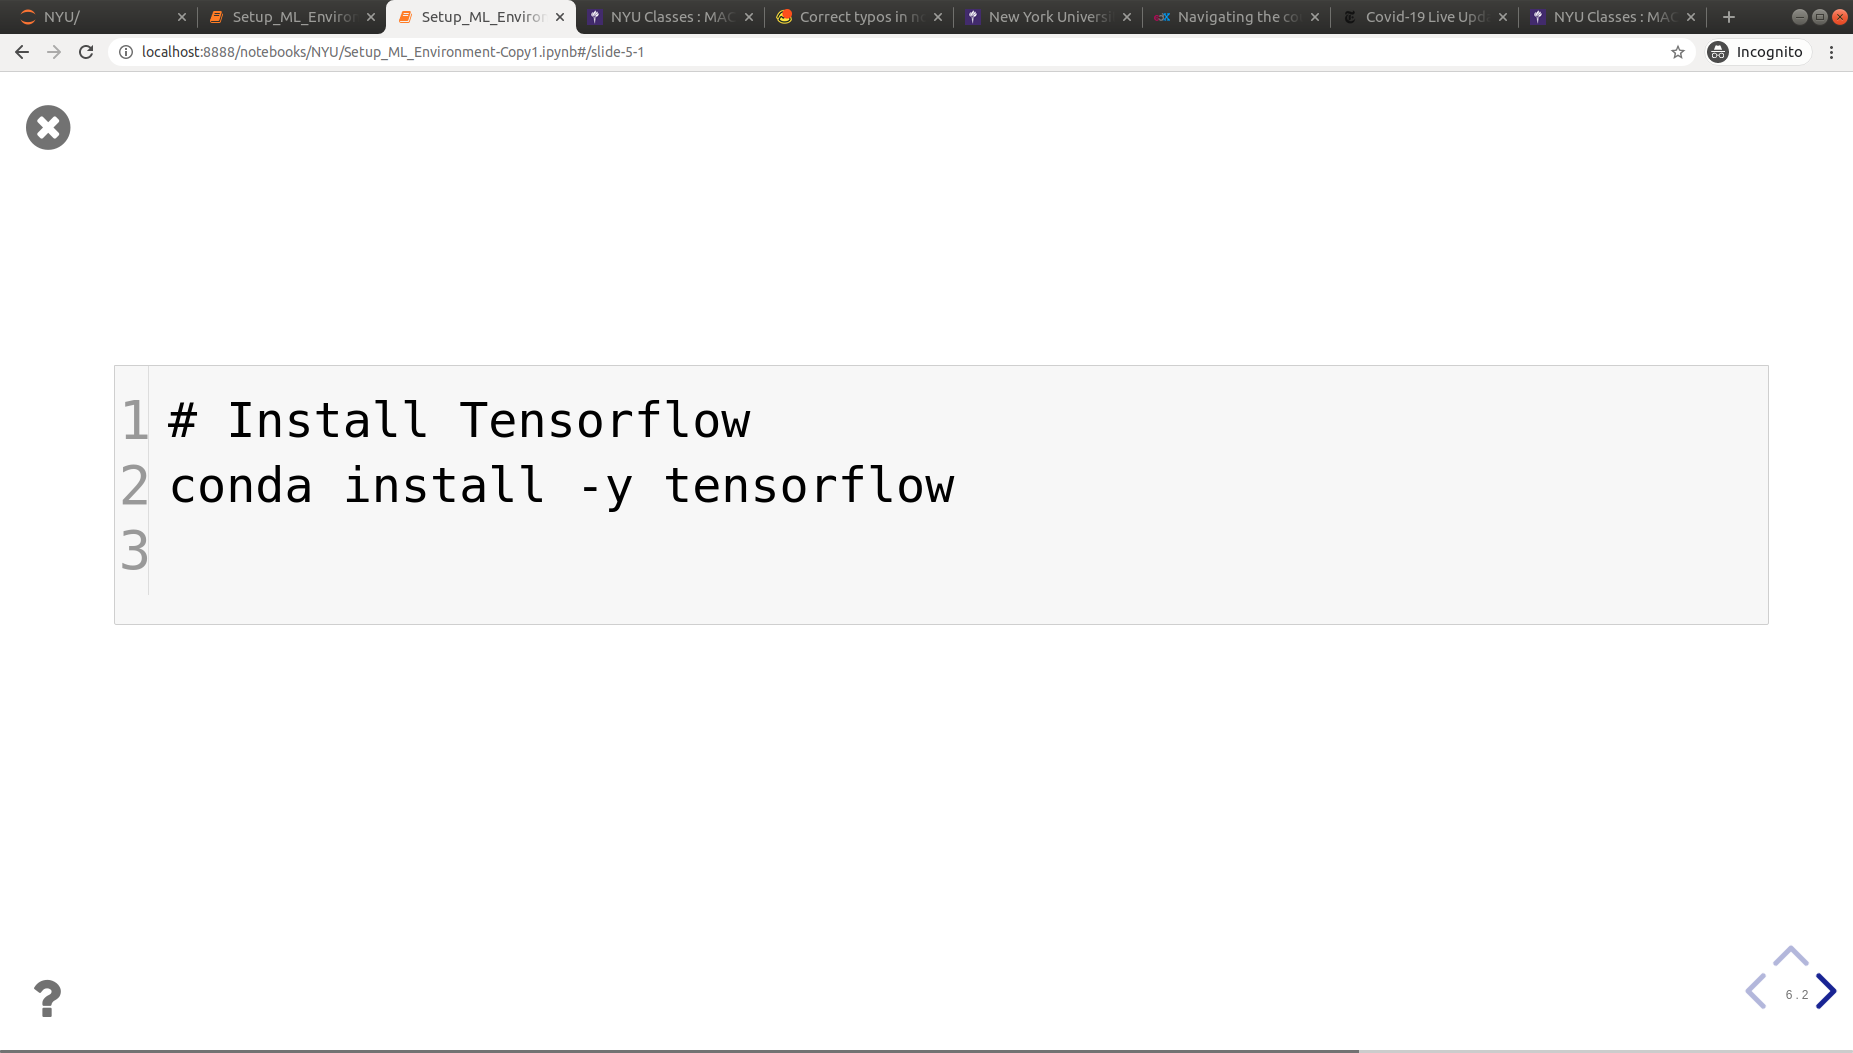 NYU/
Setup_ML_Enviro
Setup_ML_Enviro
NYU Classes : MAC
Correct typos in n
New York Univers
Navigating the co
Covid-19 Live Upd
NYU Classes : MAC
localhost:8888/notebooks/NYU/Setup_ML_Environment-Copy1.ipynb#/slide-5-1
Incognito
1 # Install Tensorflow
2 conda install -y tensorflow
3
?
6.2